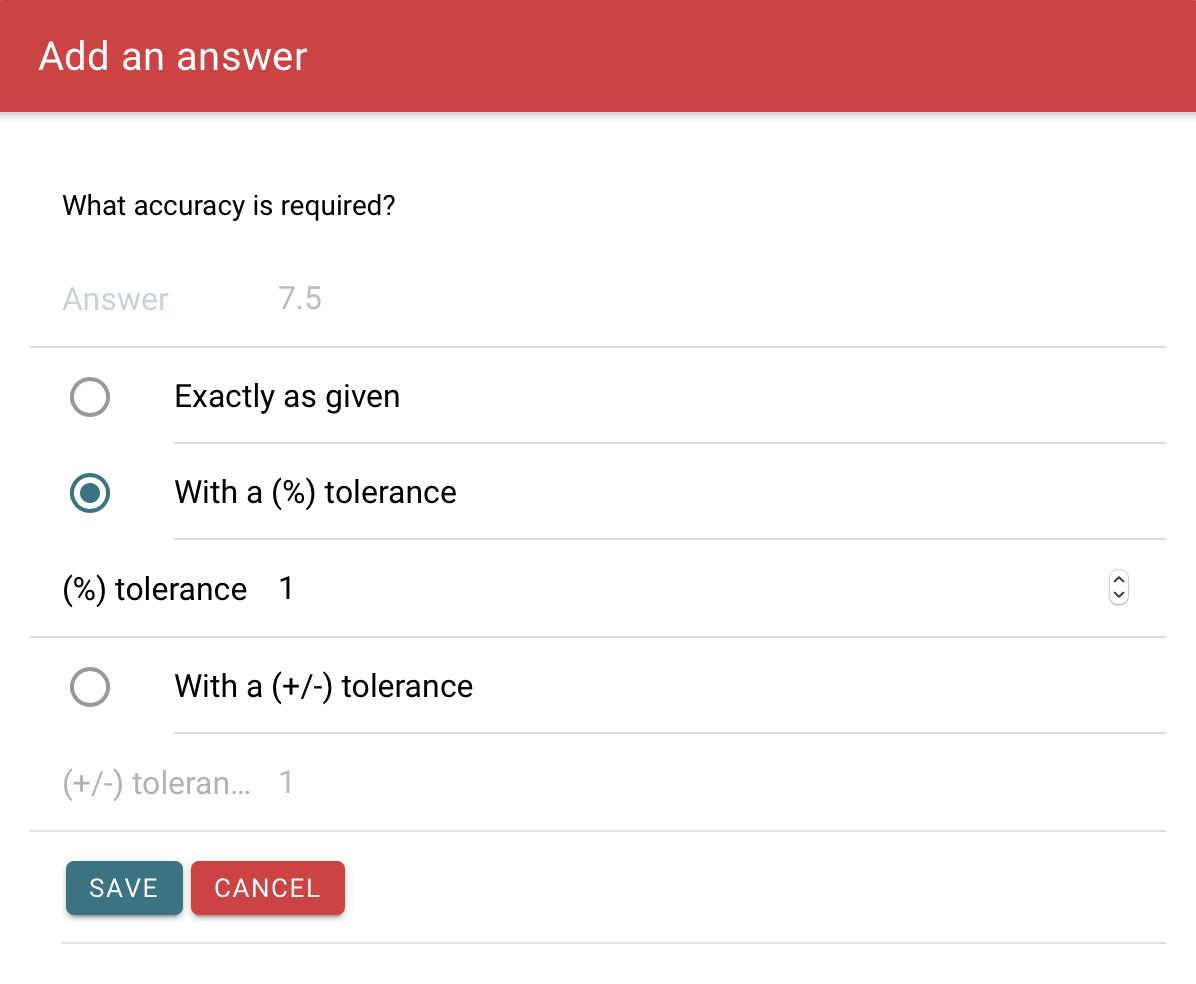 Add an answer
What accuracy is required?
Answer 7.5
Exactly as given
With a (%) tolerance
(%) tolerance 1
With a (+/-) tolerance
(+/-) toleran... 1
SAVE CANCEL